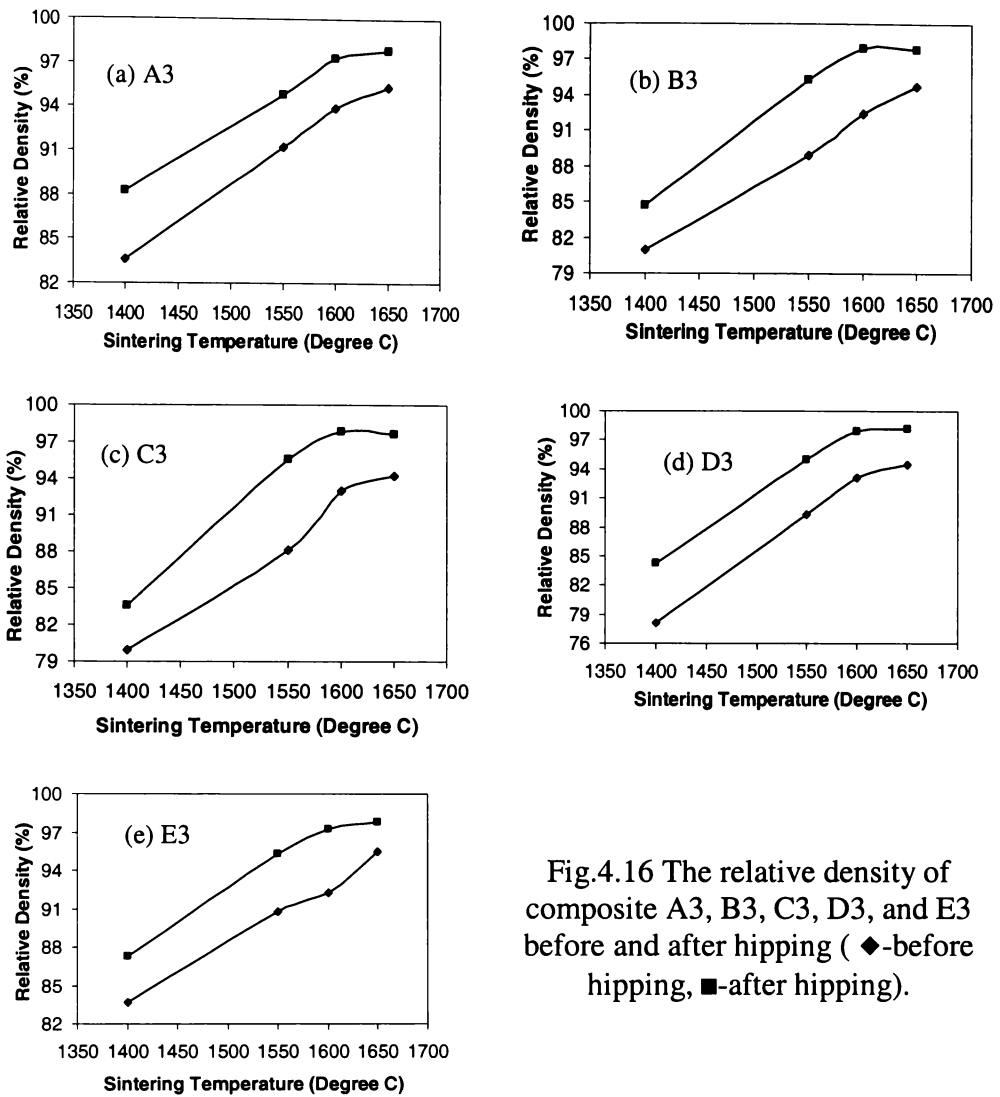 100
97
94
91
88
85
82
(a) A3
Relative Density (%)
1350 1400 1450 1500 1550 1600 1650 1700
Sintering Temperature (Degree C)
100
97
94
91
88
85
82
79
(b) B3
Relative Density (%)
1350 1400 1450 1500 1550 1600 1650 1700
Sintering Temperature (Degree C)
100
97
94
91
88
85
82
79
(c) C3
Relative Density (%)
1350 1400 1450 1500 1550 1600 1650 1700
Sintering Temperature (Degree C)
100
97
94
91
88
85
82
79
76
(d) D3
Relative Density (%)
1350 1400 1450 1500 1550 1600 1650 1700
Sintering Temperature (Degree C)
100
97
94
91
88
85
82
(e) E3
Relative Density (%)
1350 1400 1450 1500 1550 1600 1650 1700
Sintering Temperature (Degree C)
Fig.4.16 The relative density of
composite A3, B3, C3, D3, and E3
before and after hipping ( ◆-before
hipping, ■-after hipping).